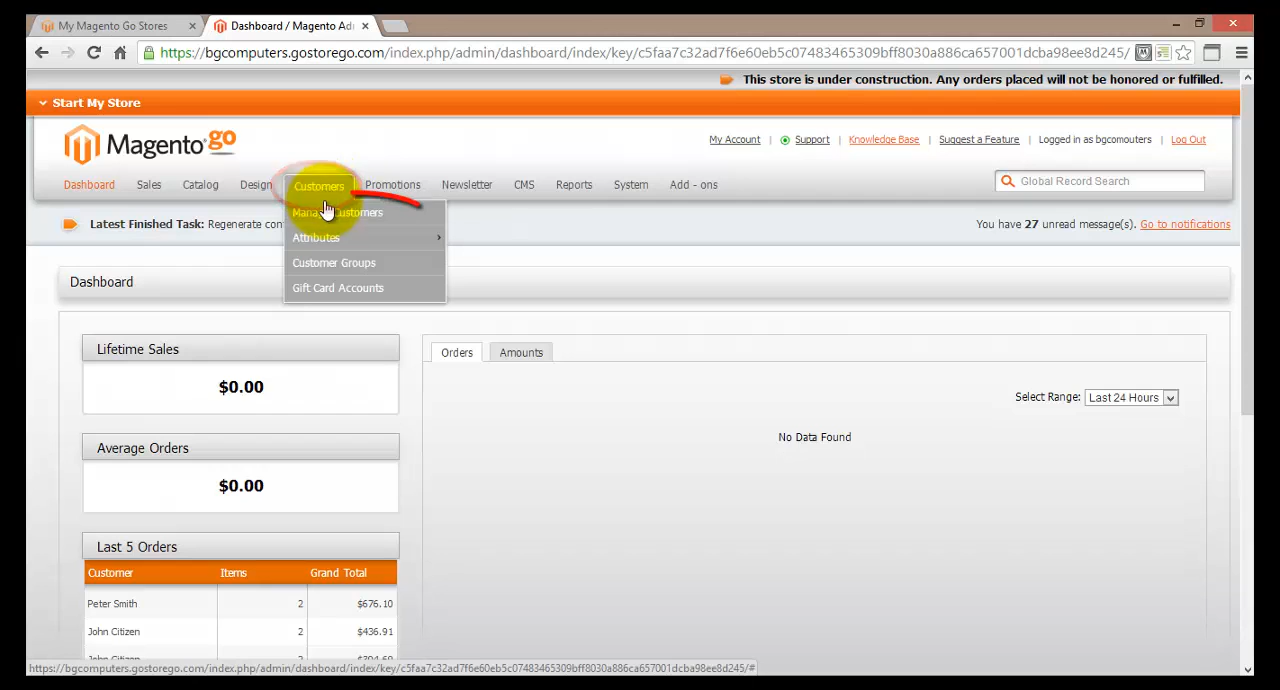 My Magento Go Stores
Dashboard / Magento Ad
https://bgcomputers.gostorego.com/index.php/admin/dashboard/index/key/c5faa7c32ad7f6e60eb5c07483465309bff8030a886ca657001dcba98ee8d245/
This store is under construction. Any orders placed will not be honored or fulfilled.
Start My Store
Magento go
My Account | Support | Knowledge Base | Suggest a Feature | Logged in as bgcomouters | Log Out
Dashboard Sales Catalog Design Customers Promotions Newsletter CMS Reports System Add - ons
Global Record Search
Manage Customers
Attributes
Customer Groups
Gift Card Accounts
Latest Finished Task: Regenerate
You have 27 unread message(s). Go to notifications
Dashboard
Lifetime Sales
$0.00
Average Orders
$0.00
Last 5 Orders
Customer Items Grand Total
Peter Smith 2 $676.10
John Citizen 2 $436.91
John Citizen
Orders Amounts
Select Range: Last 24 Hours
No Data Found
https://bgcomputers.gostorego.com/index.php/admin/dashboard/index/key/c5faa7c32ad7f6e60eb5c07483465309bff8030a886ca657001dcba98ee8d245/#